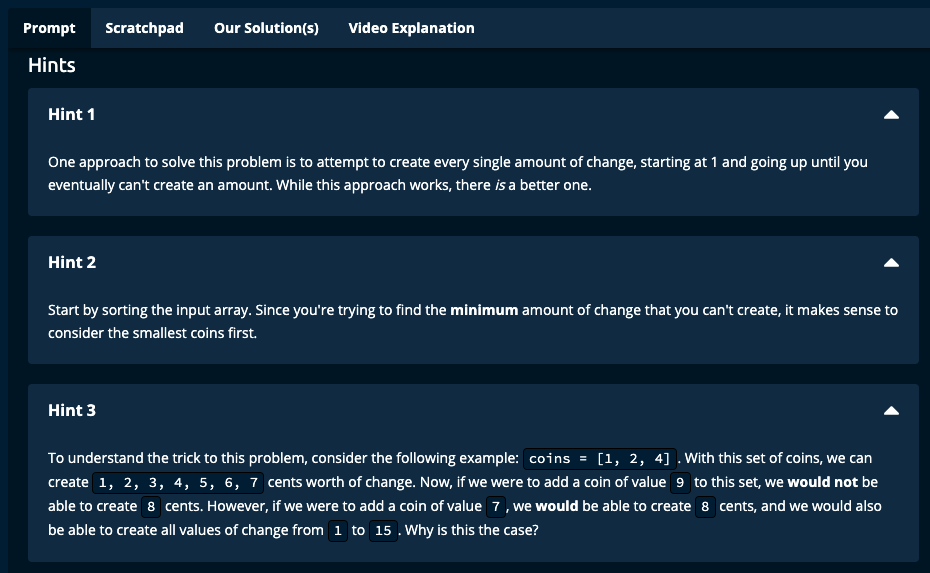 Prompt Scratchpad Our Solution(s) Video Explanation
Hints
Hint 1
One approach to solve this problem is to attempt to create every single amount of change, starting at 1 and going up until you
eventually can't create an amount. While this approach works, there is a better one.
Hint 2
Start by sorting the input array. Since you're trying to find the minimum amount of change that you can't create, it makes sense to
consider the smallest coins first.
Hint 3
To understand the trick to this problem, consider the following example: coins = [1, 2, 4]. With this set of coins, we can
create 1, 2, 3, 4, 5, 6, 7 cents worth of change. Now, if we were to add a coin of value 9 to this set, we would not be
able to create 8 cents. However, if we were to add a coin of value 7, we would be able to create 8 cents, and we would also
be able to create all values of change from 1 to 15. Why is this the case?